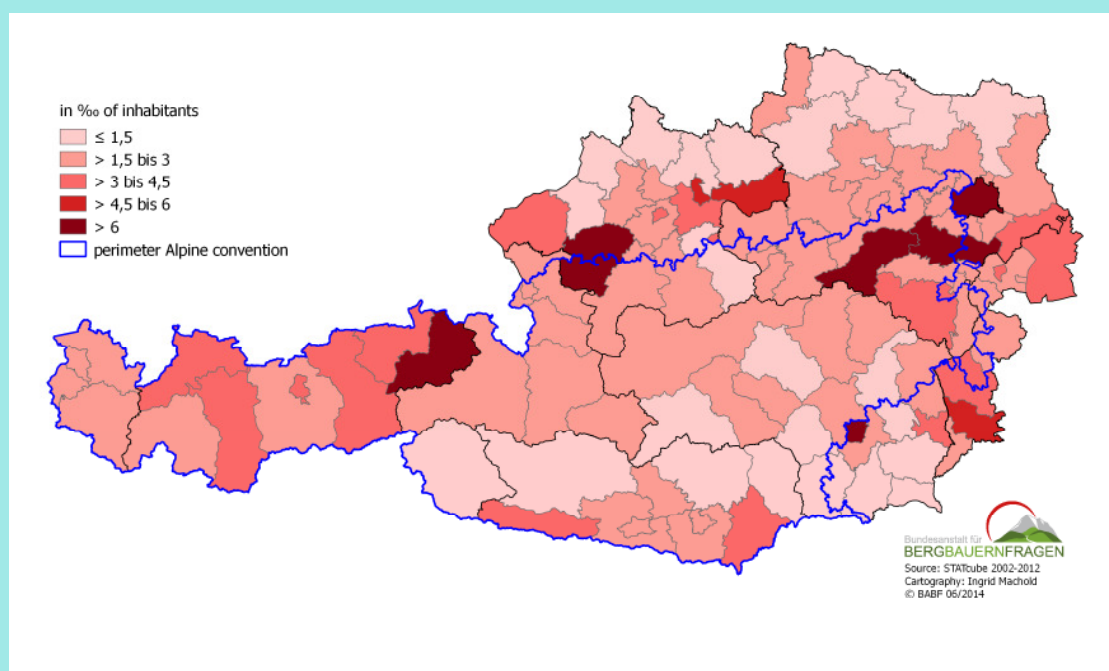 in ‰ of inhabitants
≤ 1,5
> 1,5 bis 3
> 3 bis 4,5
> 4,5 bis 6
> 6
perimeter Alpine convention
Bundesanstalt für
BERGBAUERNFRAGEN
Source: STATcube 2002-2012
Cartography: Ingrid Machold
© BABF 06/2014